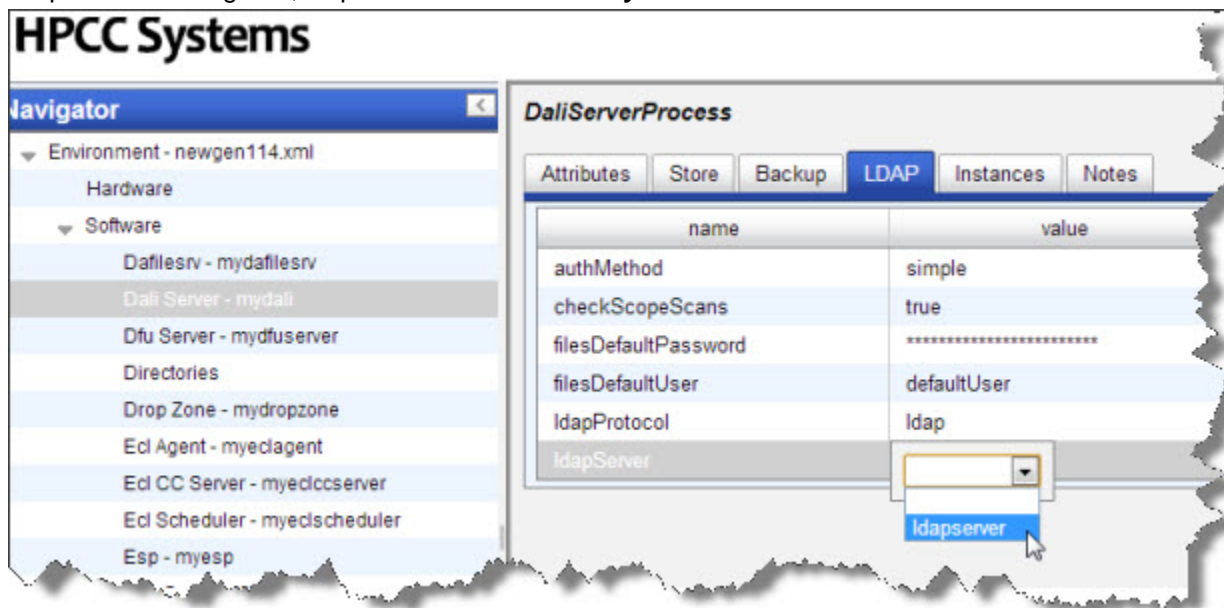 HPCC Systems
Navigator
Environment - newgen114.xml
Hardware
Software
Dafilesrv - mydafilesrv
Dali Server - mydali
Dfu Server - mydfuserver
Directories
Drop Zone - mydropzone
Ecl Agent - myeclagent
Ecl CC Server - myeclccserver
Ecl Scheduler - myeclscheduler
Esp - myesp
DaliServerProcess
Attributes Store Backup LDAP Instances Notes
name value
authMethod simple
checkScopeScans true
filesDefaultPassword ************************
filesDefaultUser defaultUser
ldapProtocol ldap
ldapServer
ldapserver